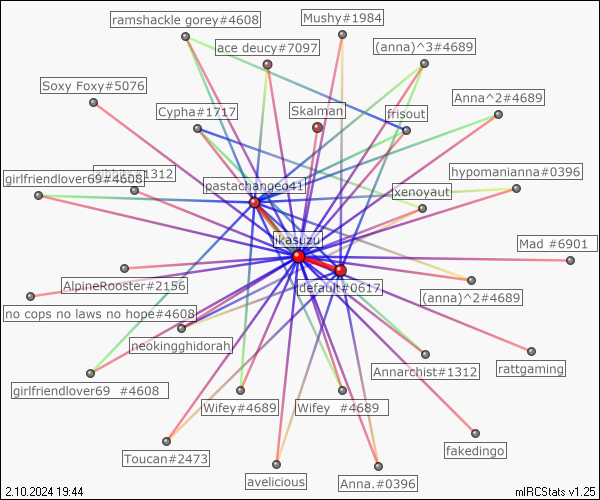 ramshackle gorey#4608
Mushy#1984
ace deucy#7097
(anna)^3#4689
Soxy Foxy#5076
Cypha#1717
Skalman
frisout
Anna^2#4689
girlfriendlover69#4608
#1312
pastachangeo41
hypomanianna#0396
xenoyaut
ikasuzu
Mad #6901
AlpineRooster#2156
default#0617
(anna)^2#4689
no cops no laws no hope#4608
neokingghidorah
Annarchist#1312
rattgaming
girlfriendlover69 #4608
Wifey#4689
Wifey #4689
Toucan#2473
fakedingo
avelicious
Anna.#0396
2.10.2024 19:44
mIRCStats v1.25